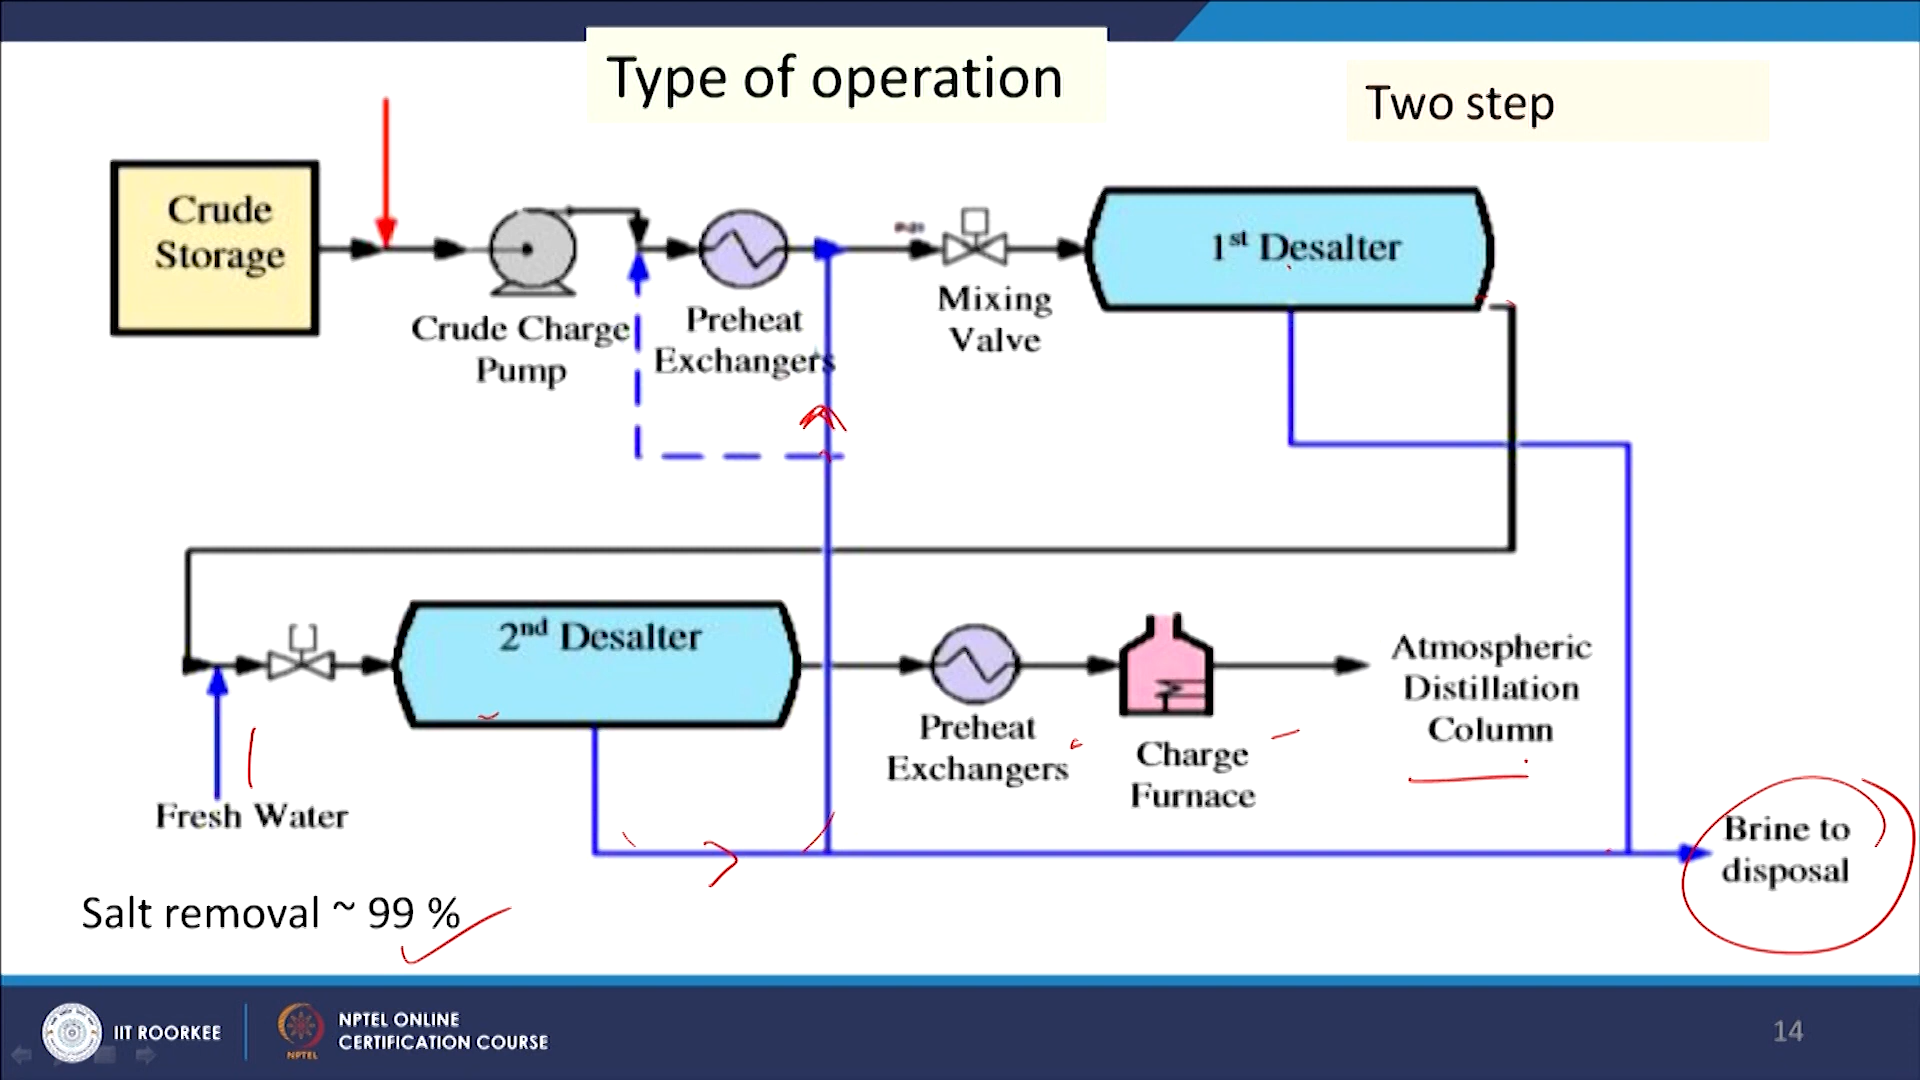 Type of operation
Two step
Crude
Storage
Crude Charge
Pump
Preheat
Exchangers
Mixing
Valve
1st Desalter
2nd Desalter
Fresh Water
Preheat
Exchangers
Charge
Furnace
Atmospheric
Distillation
Column
Brine to
disposal
Salt removal ~ 99 %
IIT ROORKEE
NPTEL
NPTEL ONLINE
CERTIFICATION COURSE
14